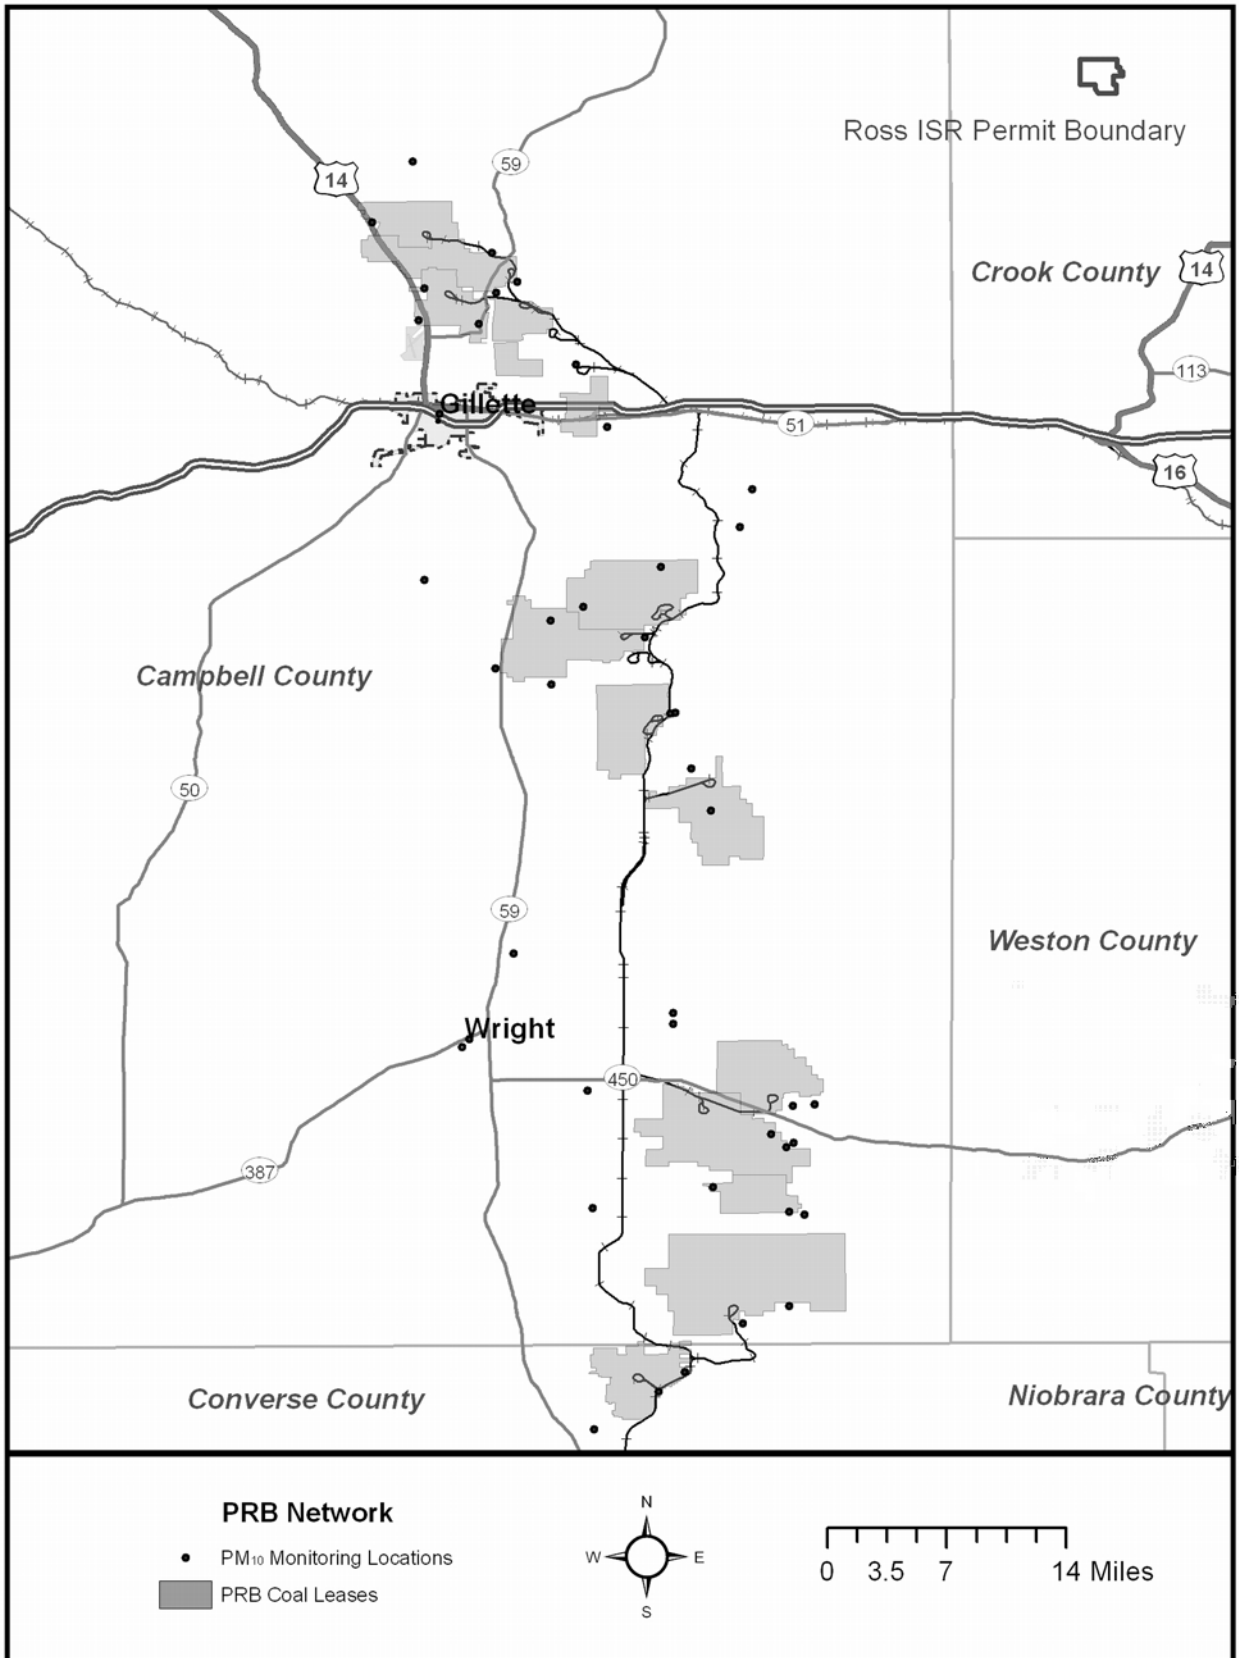 Ross ISR Permit Boundary
59
14
Crook County
14
113
Gillette
51
16
Campbell County
50
59
Weston County
Wright
450
387
Converse County
Niobrara County
PRB Network
PM10 Monitoring Locations
PRB Coal Leases
N
W E
S
0 3.5 7 14 Miles